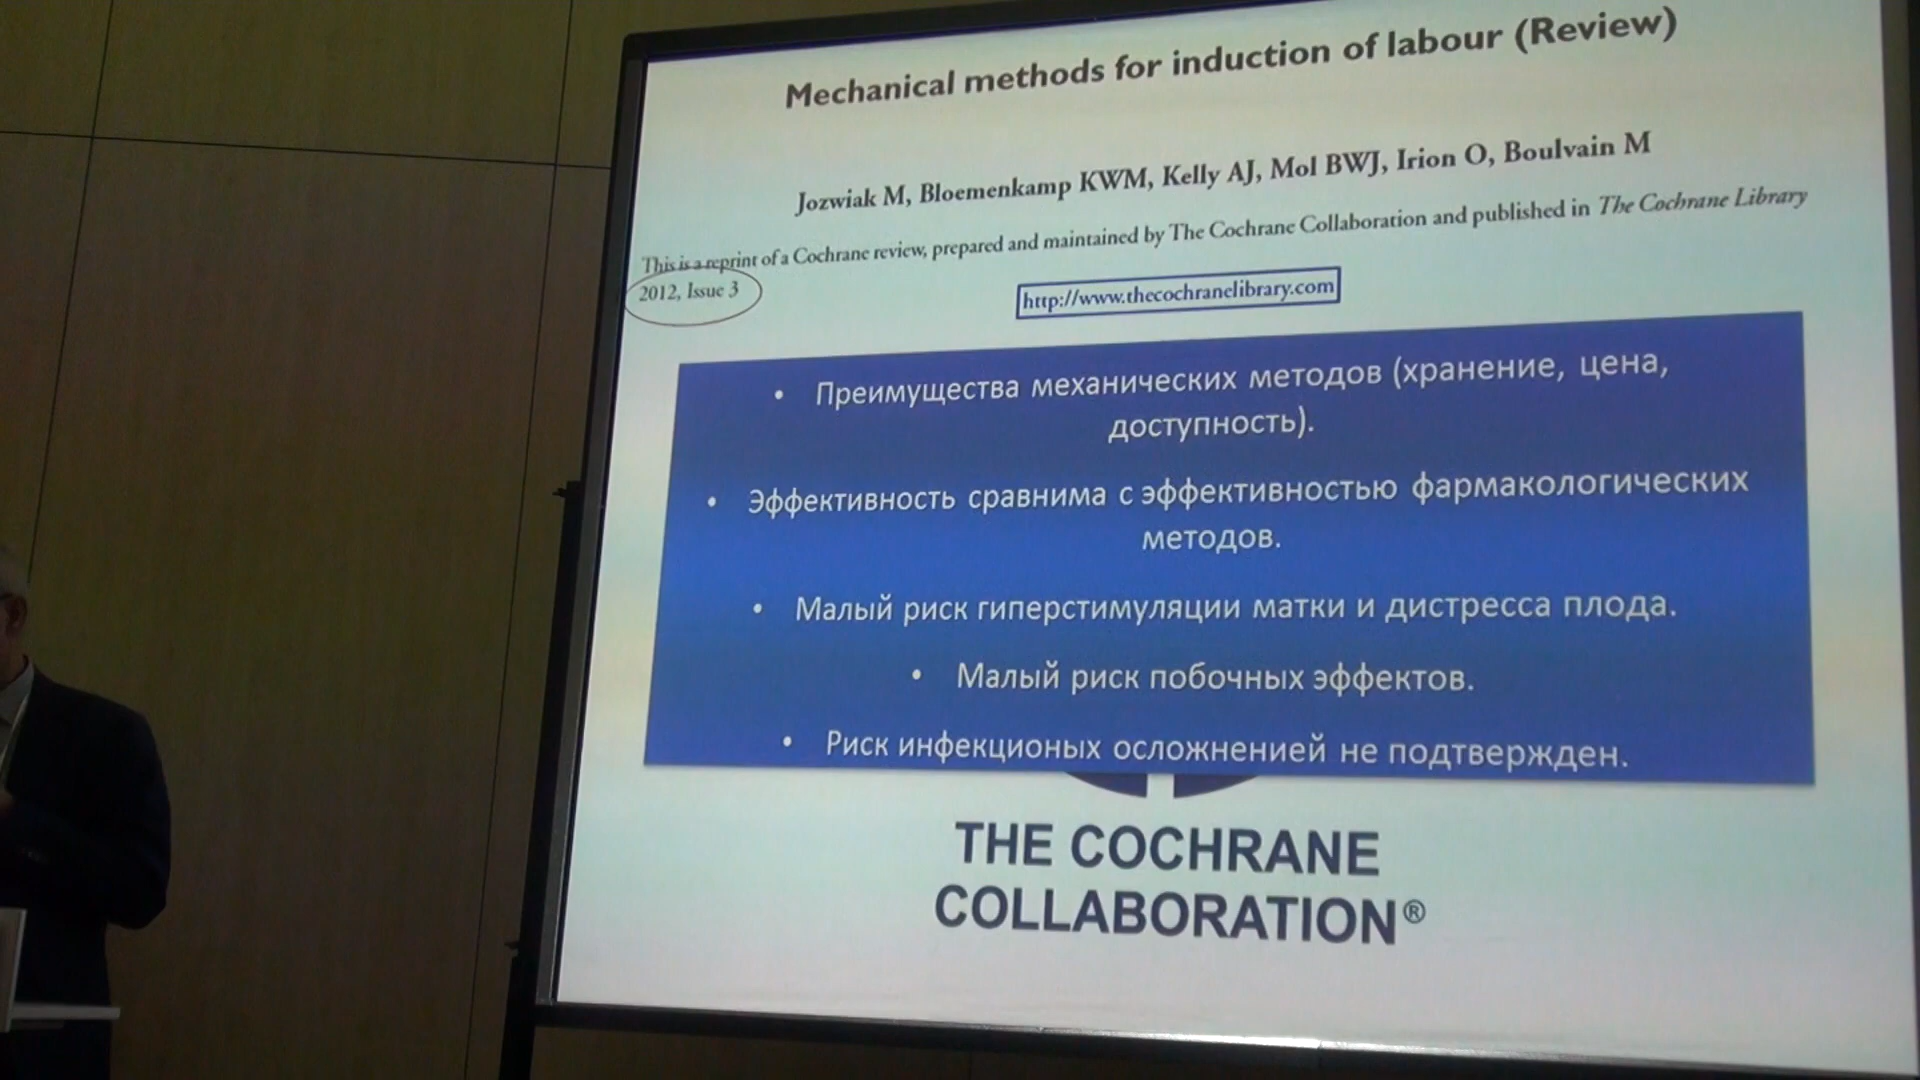 Mechanical methods for induction of labour (Review)
Jozwiak M, Bloemenkamp KWM, Kelly AJ, Mol BWJ, Irion O, Boulvain M
This is a reprint of a Cochrane review, prepared and maintained by The Cochrane Collaboration and published in The Cochrane Library
2012, Issue 3
http://www.thecochranelibrary.com
• Преимущества механических методов (хранение, цена,
доступность).
• Эффективность сравнима с эффективностью фармакологических
методов.
• Малый риск гиперстимуляции матки и дистресса плода.
• Малый риск побочных эффектов.
• Риск инфекционых осложненией не подтвержден.
THE COCHRANE
COLLABORATION®